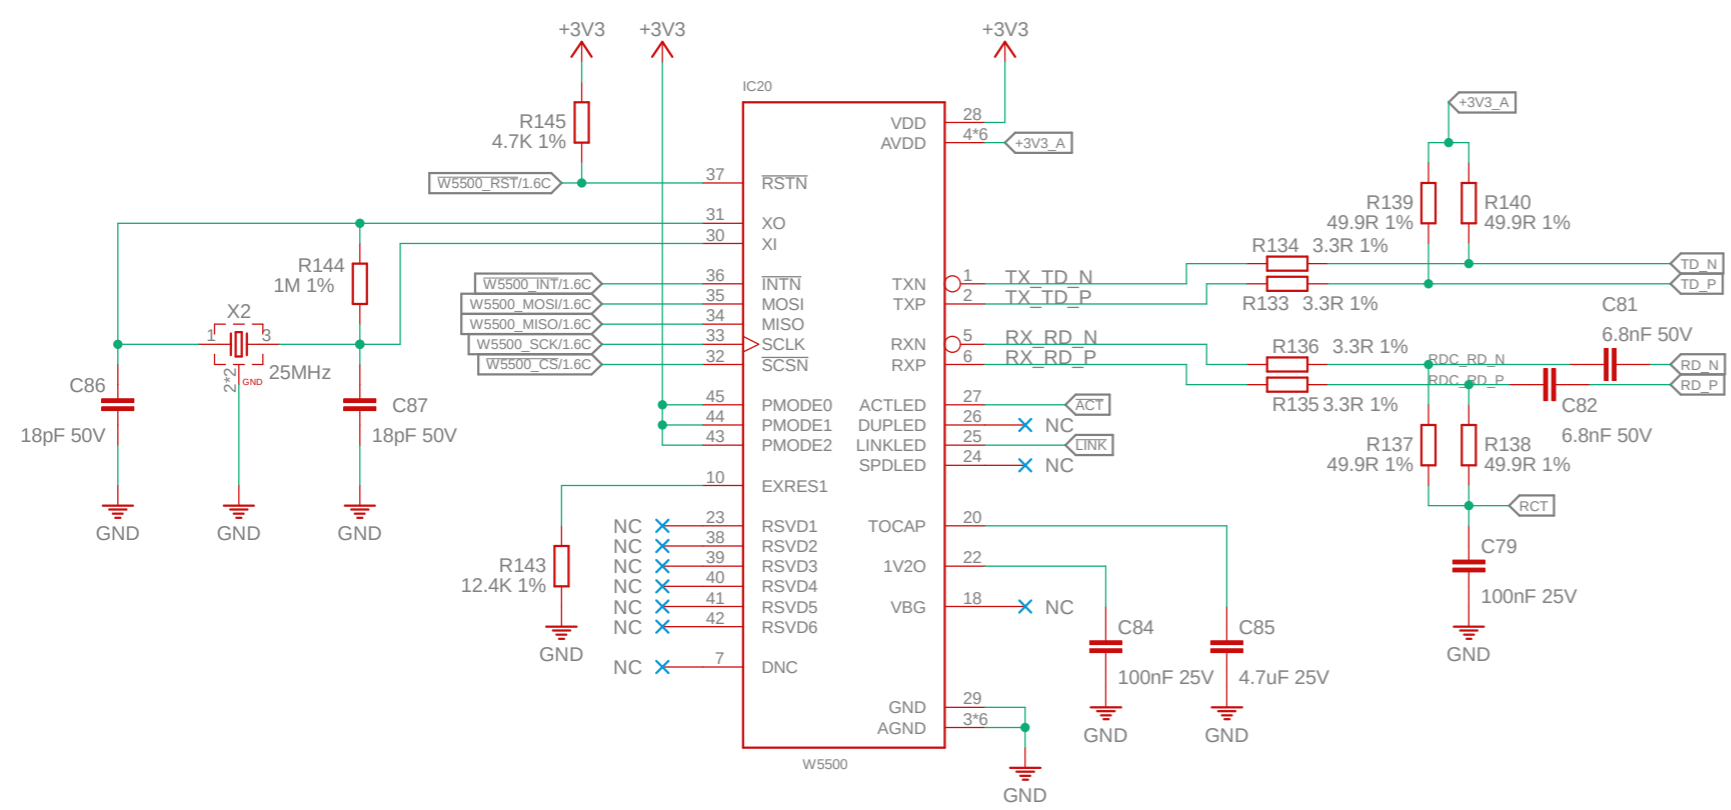 +3V3
+3V3
+3V3
IC20
R145
4.7K 1%
W5500_RST/1.6C
37
RSTN
31
XO
30
XI
R144
1M 1%
X2
1
3
2*2
GND
25MHz
C86
18pF 50V
C87
18pF 50V
GND
GND
GND
W5500_INT/1.6C
36
INTN
W5500_MOSI/1.6C
35
MOSI
W5500_MISO/1.6C
34
MISO
W5500_SCK/1.6C
33
SCLK
W5500_CS/1.6C
32
SCSN
45
PMODE0
44
PMODE1
43
PMODE2
10
EXRES1
R143
12.4K 1%
GND
NC
23
RSVD1
NC
38
RSVD2
NC
39
RSVD3
NC
40
RSVD4
NC
41
RSVD5
NC
42
RSVD6
NC
7
DNC
VDD
28
AVDD
4*6
+3V3_A
TXN
1
TX_TD_N
TXP
2
TX_TD_P
RXN
5
RX_RD_N
RXP
6
RX_RD_P
ACTLED
27
ACT
DUPLED
26
NC
LINKLED
25
LINK
SPDLED
24
NC
TOCAP
20
1V2O
22
VBG
18
NC
C84
100nF 25V
GND
C85
4.7uF 25V
GND
GND
29
AGND
3*6
GND
W5500
+3V3_A
R139
49.9R 1%
R140
49.9R 1%
R134 3.3R 1%
R133 3.3R 1%
TD_N
TD_P
C81
6.8nF 50V
R136 3.3R 1%
R135 3.3R 1%
RDC_RD_N
RDC_RD_P
RD_N
RD_P
C82
6.8nF 50V
R137
49.9R 1%
R138
49.9R 1%
RCT
C79
100nF 25V
GND